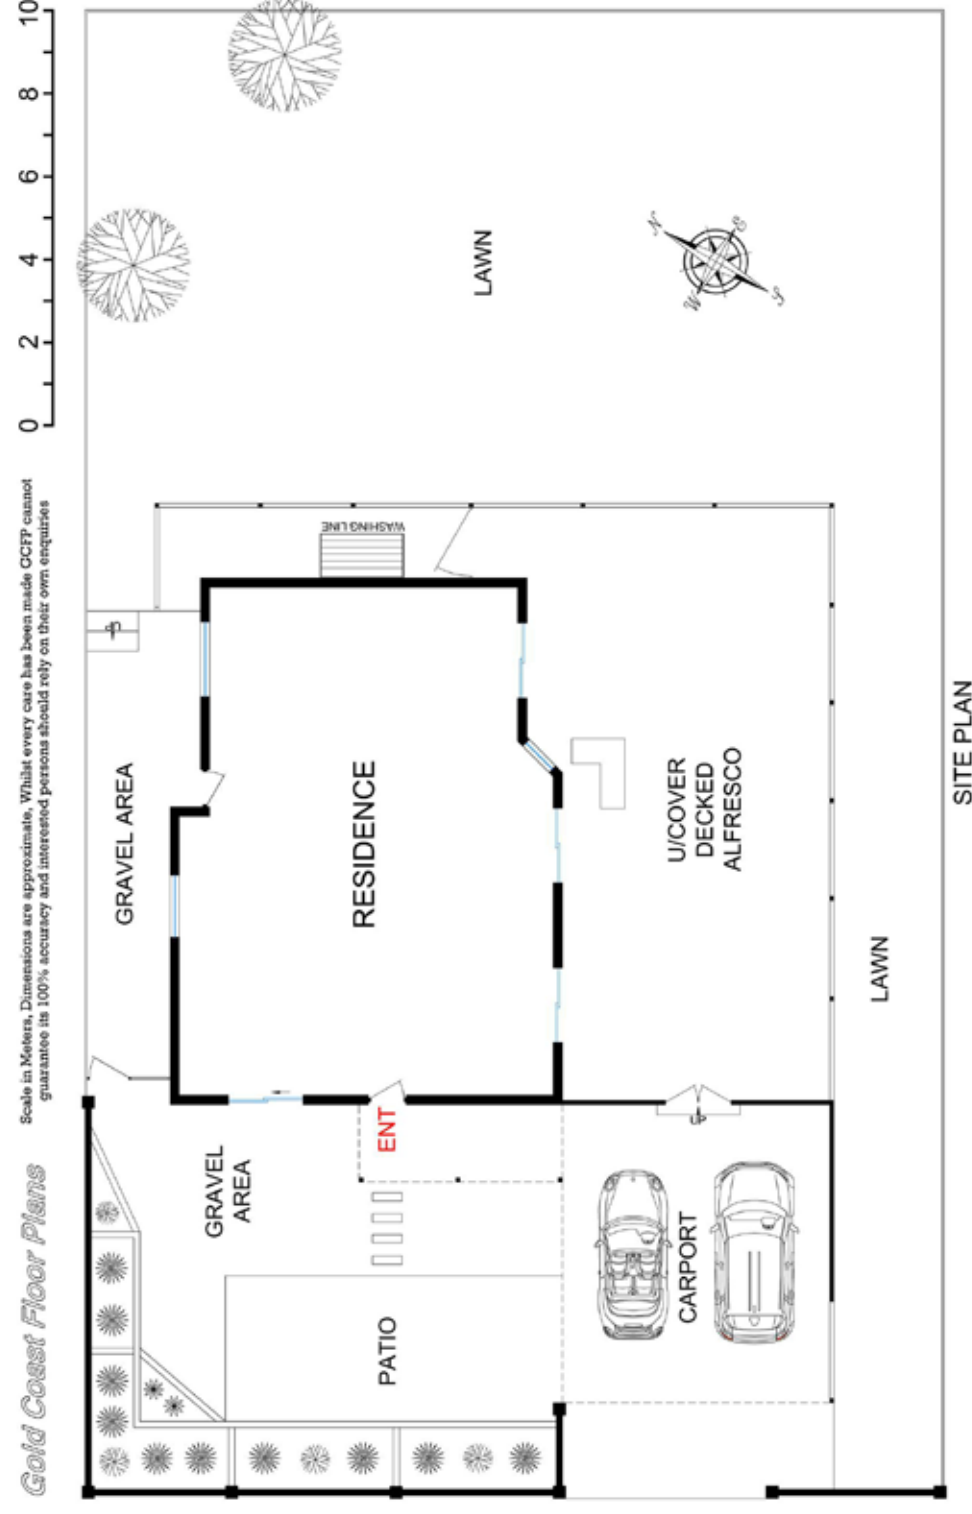 Scale in Meters, Dimensions are approximate, Whilst every care has been made GCFP cannot
guarantee its 100% accuracy and interested persons should rely on their own enquiries
Gold Coast Floor Plans
0 2 4 6 8 10
LAWN
N
E
S
W
WASHING LINE
UP
GRAVEL AREA
RESIDENCE
U/COVER
DECKED
ALFRESCO
LAWN
ENT
UP
GRAVEL
AREA
CARPORT
PATIO
SITE PLAN